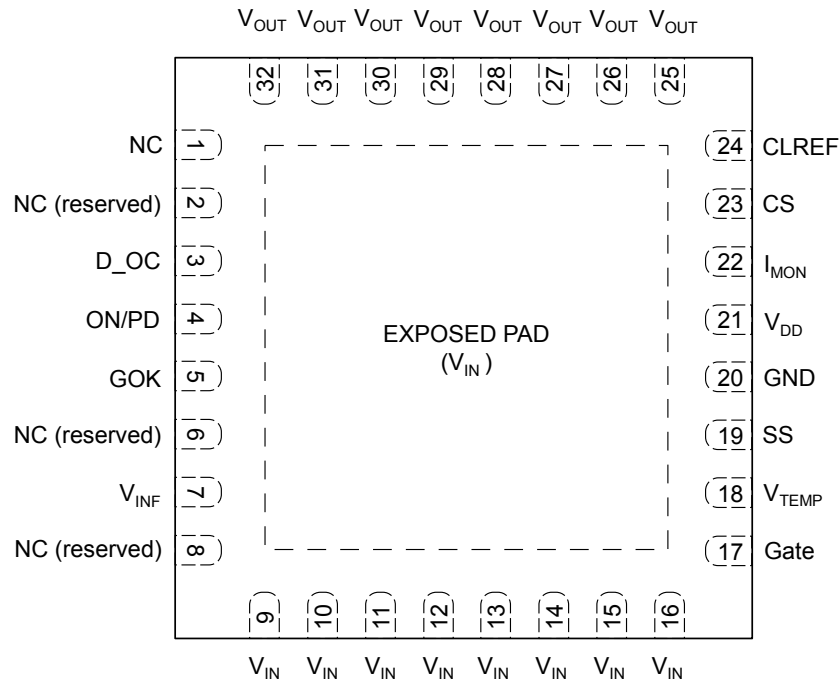 VOUT VOUT VOUT VOUT VOUT VOUT VOUT VOUT
32 31 30 29 28 27 26 25
NC 1
NC (reserved) 2
D_OC 3
ON/PD 4
GOK 5
NC (reserved) 6
VINF 7
NC (reserved) 8
EXPOSED PAD
(VIN )
24 CLREF
23 CS
22 IMON
21 VDD
20 GND
19 SS
18 VTEMP
17 Gate
9 10 11 12 13 14 15 16
VIN VIN VIN VIN VIN VIN VIN VIN